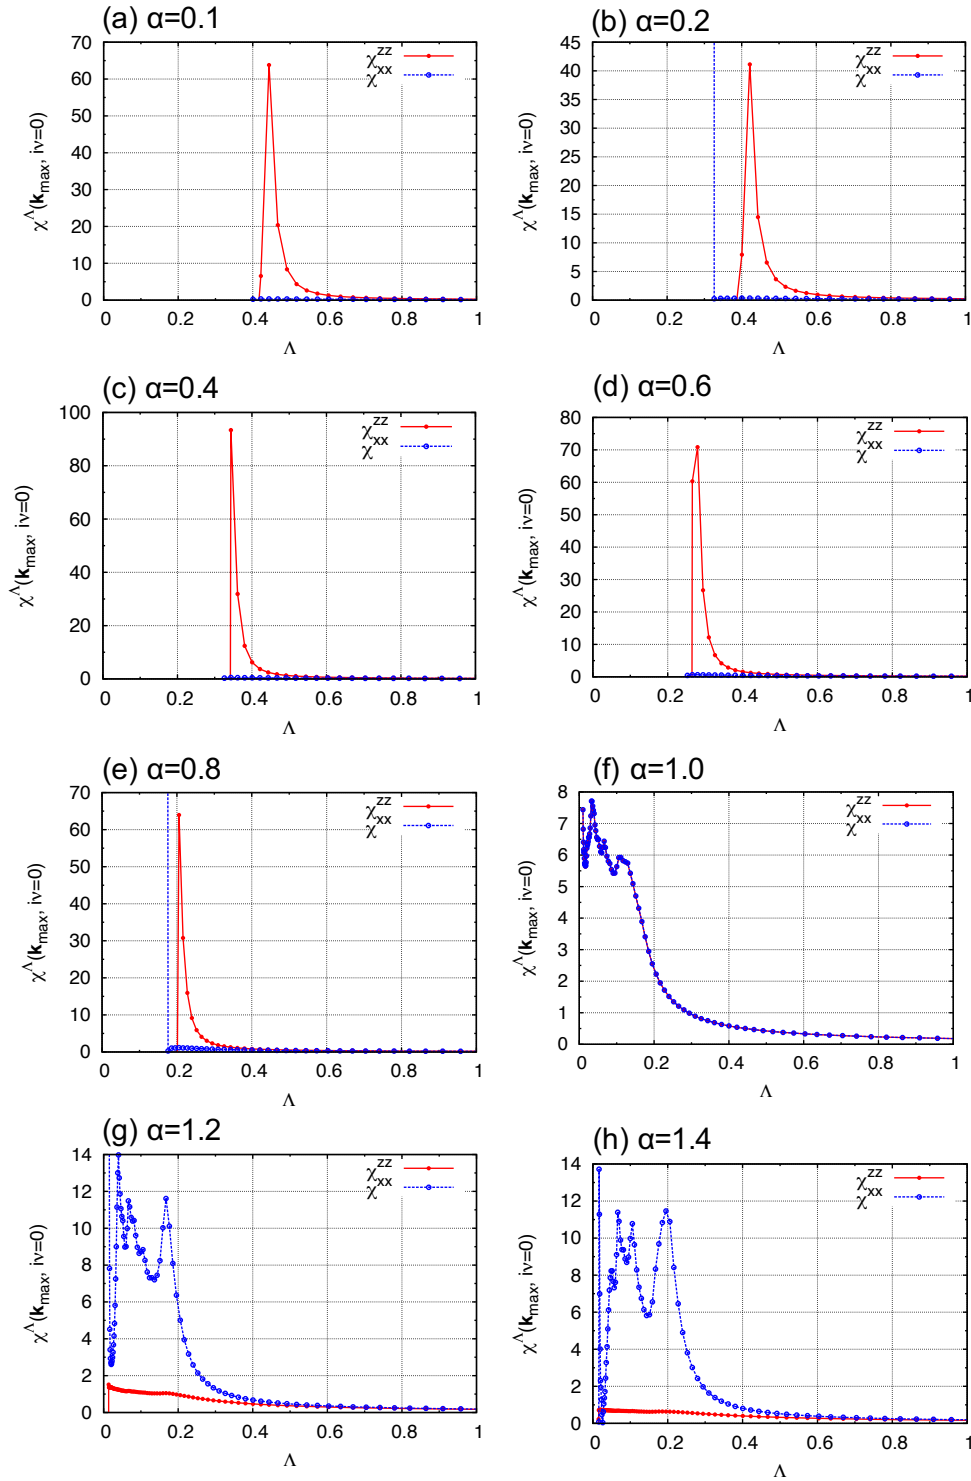 (a) α=0.1
χ^Λ(k_max, iν=0)
70
60
50
40
30
20
10
0
χ^zz
χ^xx
0 0.2 0.4 0.6 0.8 1
Λ
(b) α=0.2
χ^Λ(k_max, iν=0)
45
40
35
30
25
20
15
10
5
0
χ^zz
χ^xx
0 0.2 0.4 0.6 0.8 1
Λ
(c) α=0.4
χ^Λ(k_max, iν=0)
100
80
60
40
20
0
χ^zz
χ^xx
0 0.2 0.4 0.6 0.8 1
Λ
(d) α=0.6
χ^Λ(k_max, iν=0)
80
70
60
50
40
30
20
10
0
χ^zz
χ^xx
0 0.2 0.4 0.6 0.8 1
Λ
(e) α=0.8
χ^Λ(k_max, iν=0)
70
60
50
40
30
20
10
0
χ^zz
χ^xx
0 0.2 0.4 0.6 0.8 1
Λ
(f) α=1.0
χ^Λ(k_max, iν=0)
8
7
6
5
4
3
2
1
0
χ^zz
χ^xx
0 0.2 0.4 0.6 0.8 1
Λ
(g) α=1.2
χ^Λ(k_max, iν=0)
14
12
10
8
6
4
2
0
χ^zz
χ^xx
0 0.2 0.4 0.6 0.8 1
Λ
(h) α=1.4
χ^Λ(k_max, iν=0)
14
12
10
8
6
4
2
0
χ^zz
χ^xx
0 0.2 0.4 0.6 0.8 1
Λ